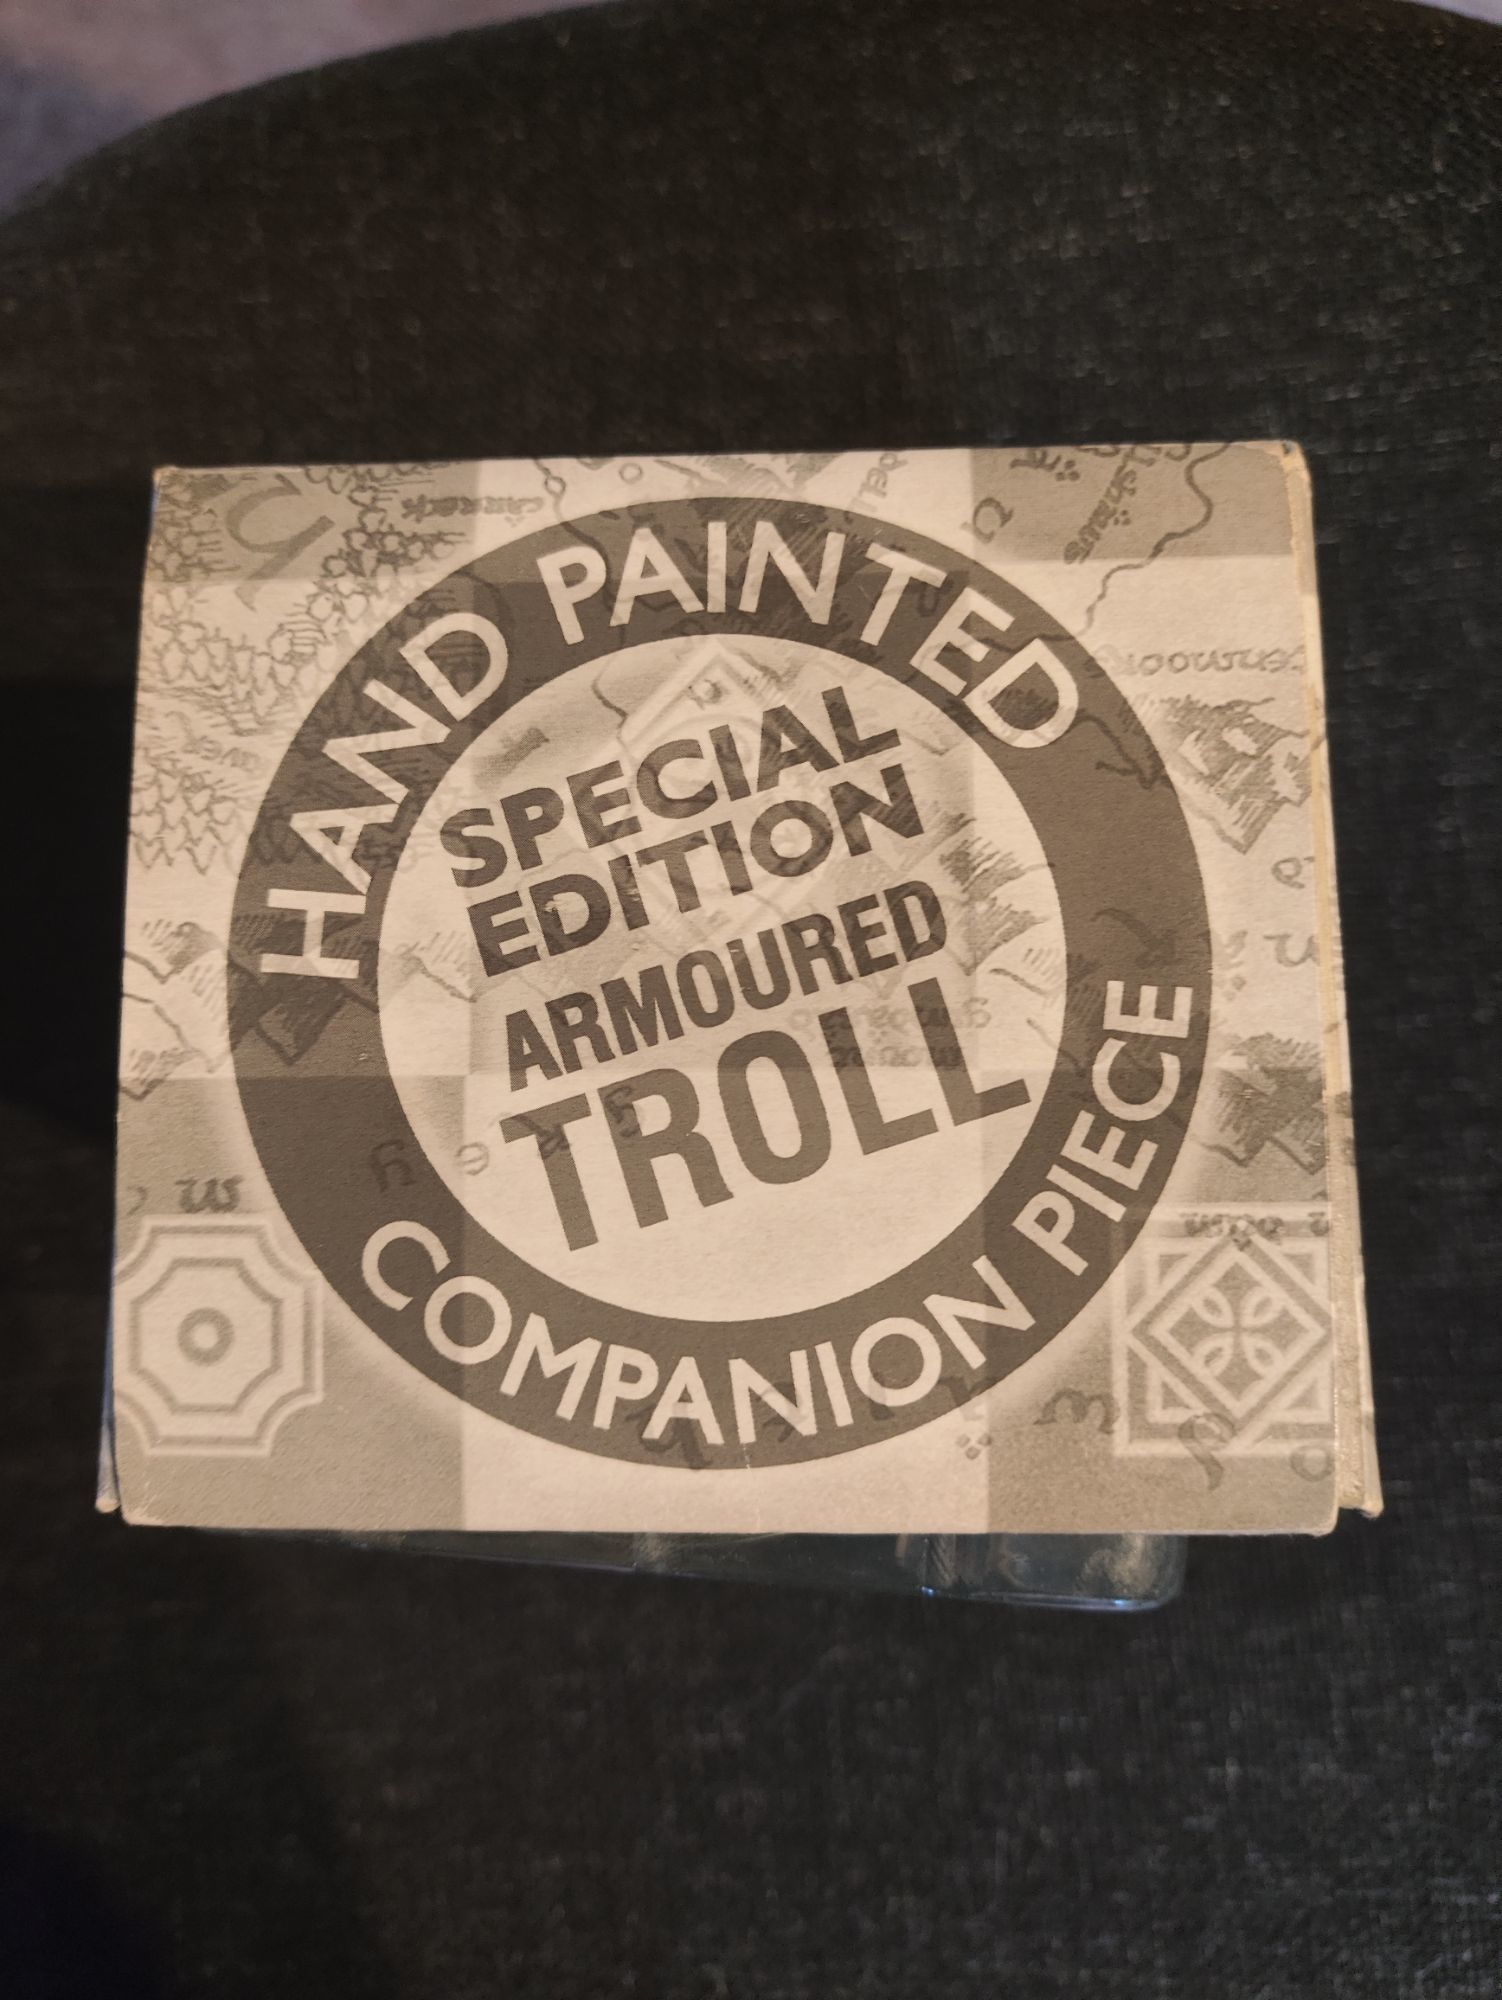 HAND PAINTED
SPECIAL
EDITION
ARMOURED
TROLL
COMPANION PIECE